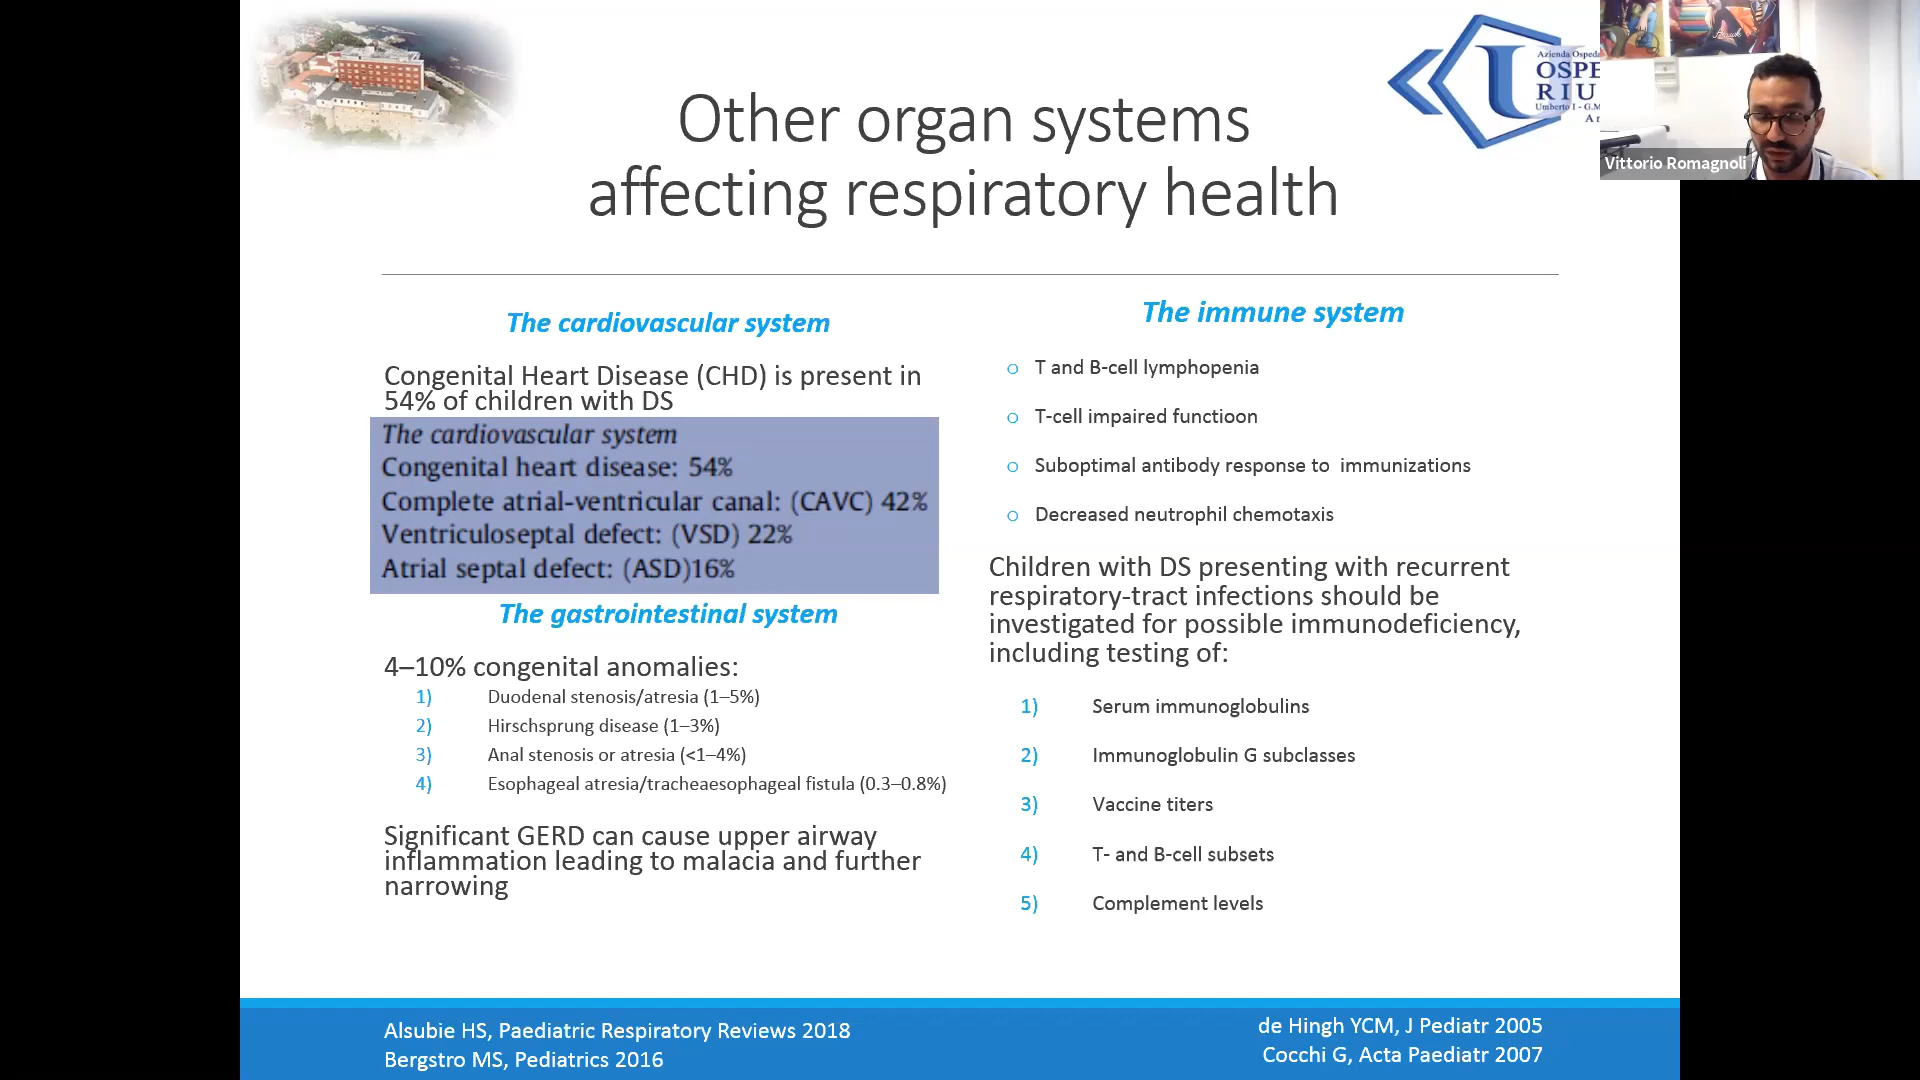 Other organ systems
affecting respiratory health
Azienda Osped
OSPE
RIU
Umberto I - G.M
Vittorio Romagnoli
The cardiovascular system
Congenital Heart Disease (CHD) is present in
54% of children with DS
The cardiovascular system
Congenital heart disease: 54%
Complete atrial-ventricular canal: (CAVC) 42%
Ventriculoseptal defect: (VSD) 22%
Atrial septal defect: (ASD)16%
The gastrointestinal system
4–10% congenital anomalies:
1) Duodenal stenosis/atresia (1–5%)
2) Hirschsprung disease (1–3%)
3) Anal stenosis or atresia (<1–4%)
4) Esophageal atresia/tracheaesophageal fistula (0.3–0.8%)
Significant GERD can cause upper airway
inflammation leading to malacia and further
narrowing
The immune system
o T and B-cell lymphopenia
o T-cell impaired functioon
o Suboptimal antibody response to immunizations
o Decreased neutrophil chemotaxis
Children with DS presenting with recurrent
respiratory-tract infections should be
investigated for possible immunodeficiency,
including testing of:
1) Serum immunoglobulins
2) Immunoglobulin G subclasses
3) Vaccine titers
4) T- and B-cell subsets
5) Complement levels
Alsubie HS, Paediatric Respiratory Reviews 2018
Bergstro MS, Pediatrics 2016
de Hingh YCM, J Pediatr 2005
Cocchi G, Acta Paediatr 2007